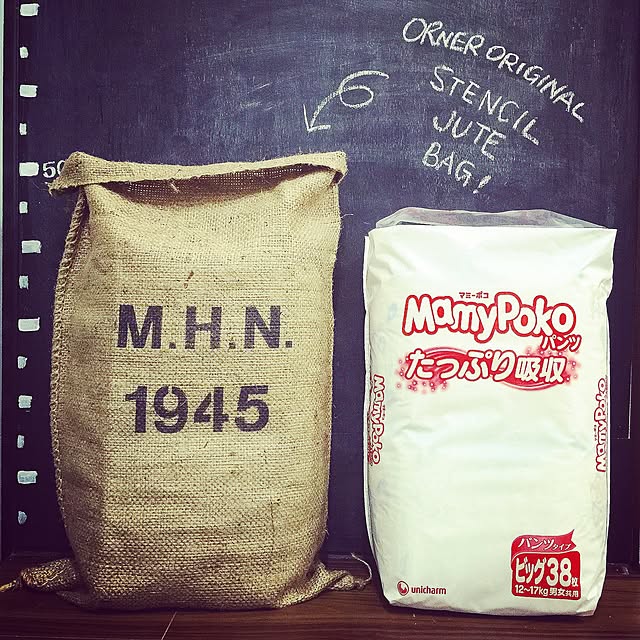 ORNER ORIGINAL
STENCIL
JUTE
BAG!
50
M.H.N.
1945
マミーポコ
MamyPoko
パンツ
たっぷり吸収
MamyPoko
MamyPoko
パンツタイプ
ビッグ38枚
12~17kg 男女共用
unicharm